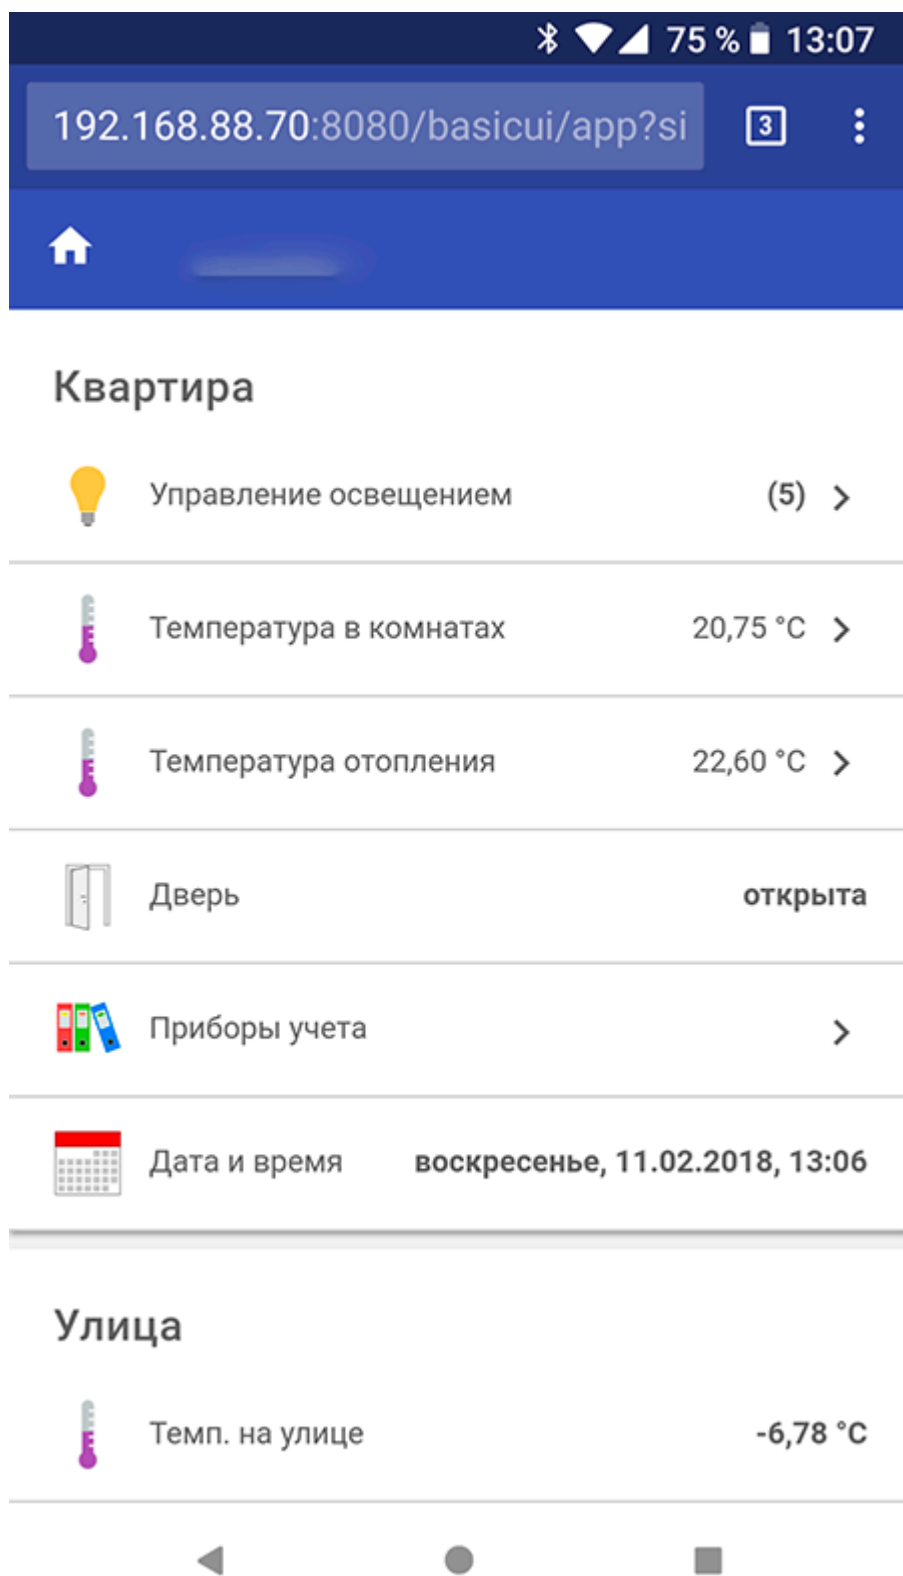 75 % 13:07
192.168.88.70:8080/basicui/app?si 3
Квартира
Управление освещением (5)
Температура в комнатах 20,75 °C
Температура отопления 22,60 °C
Дверь открыта
Приборы учета
Дата и время воскресенье, 11.02.2018, 13:06
Улица
Темп. на улице -6,78 °C